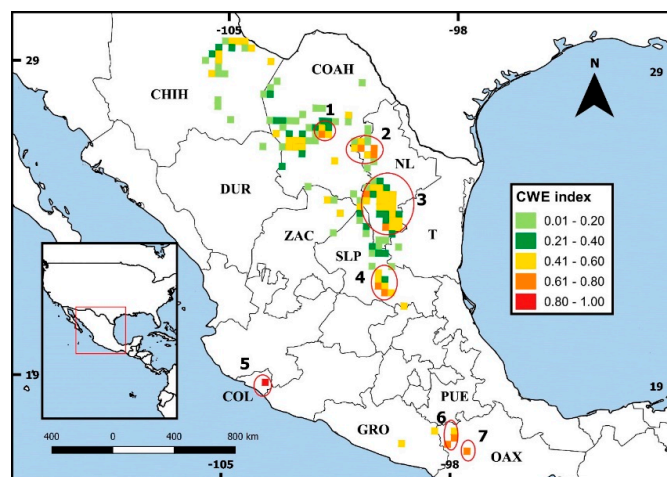 -105
-98
29
29
N
COAH
CHIH
1
2
NL
DUR
3
CWE index
0.01 - 0.20
0.21 - 0.40
0.41 - 0.60
0.61 - 0.80
0.80 - 1.00
ZAC
T
SLP
4
5
19
19
COL
PUE
6
7
GRO
OAX
400 0 400 800 km
-105
-98